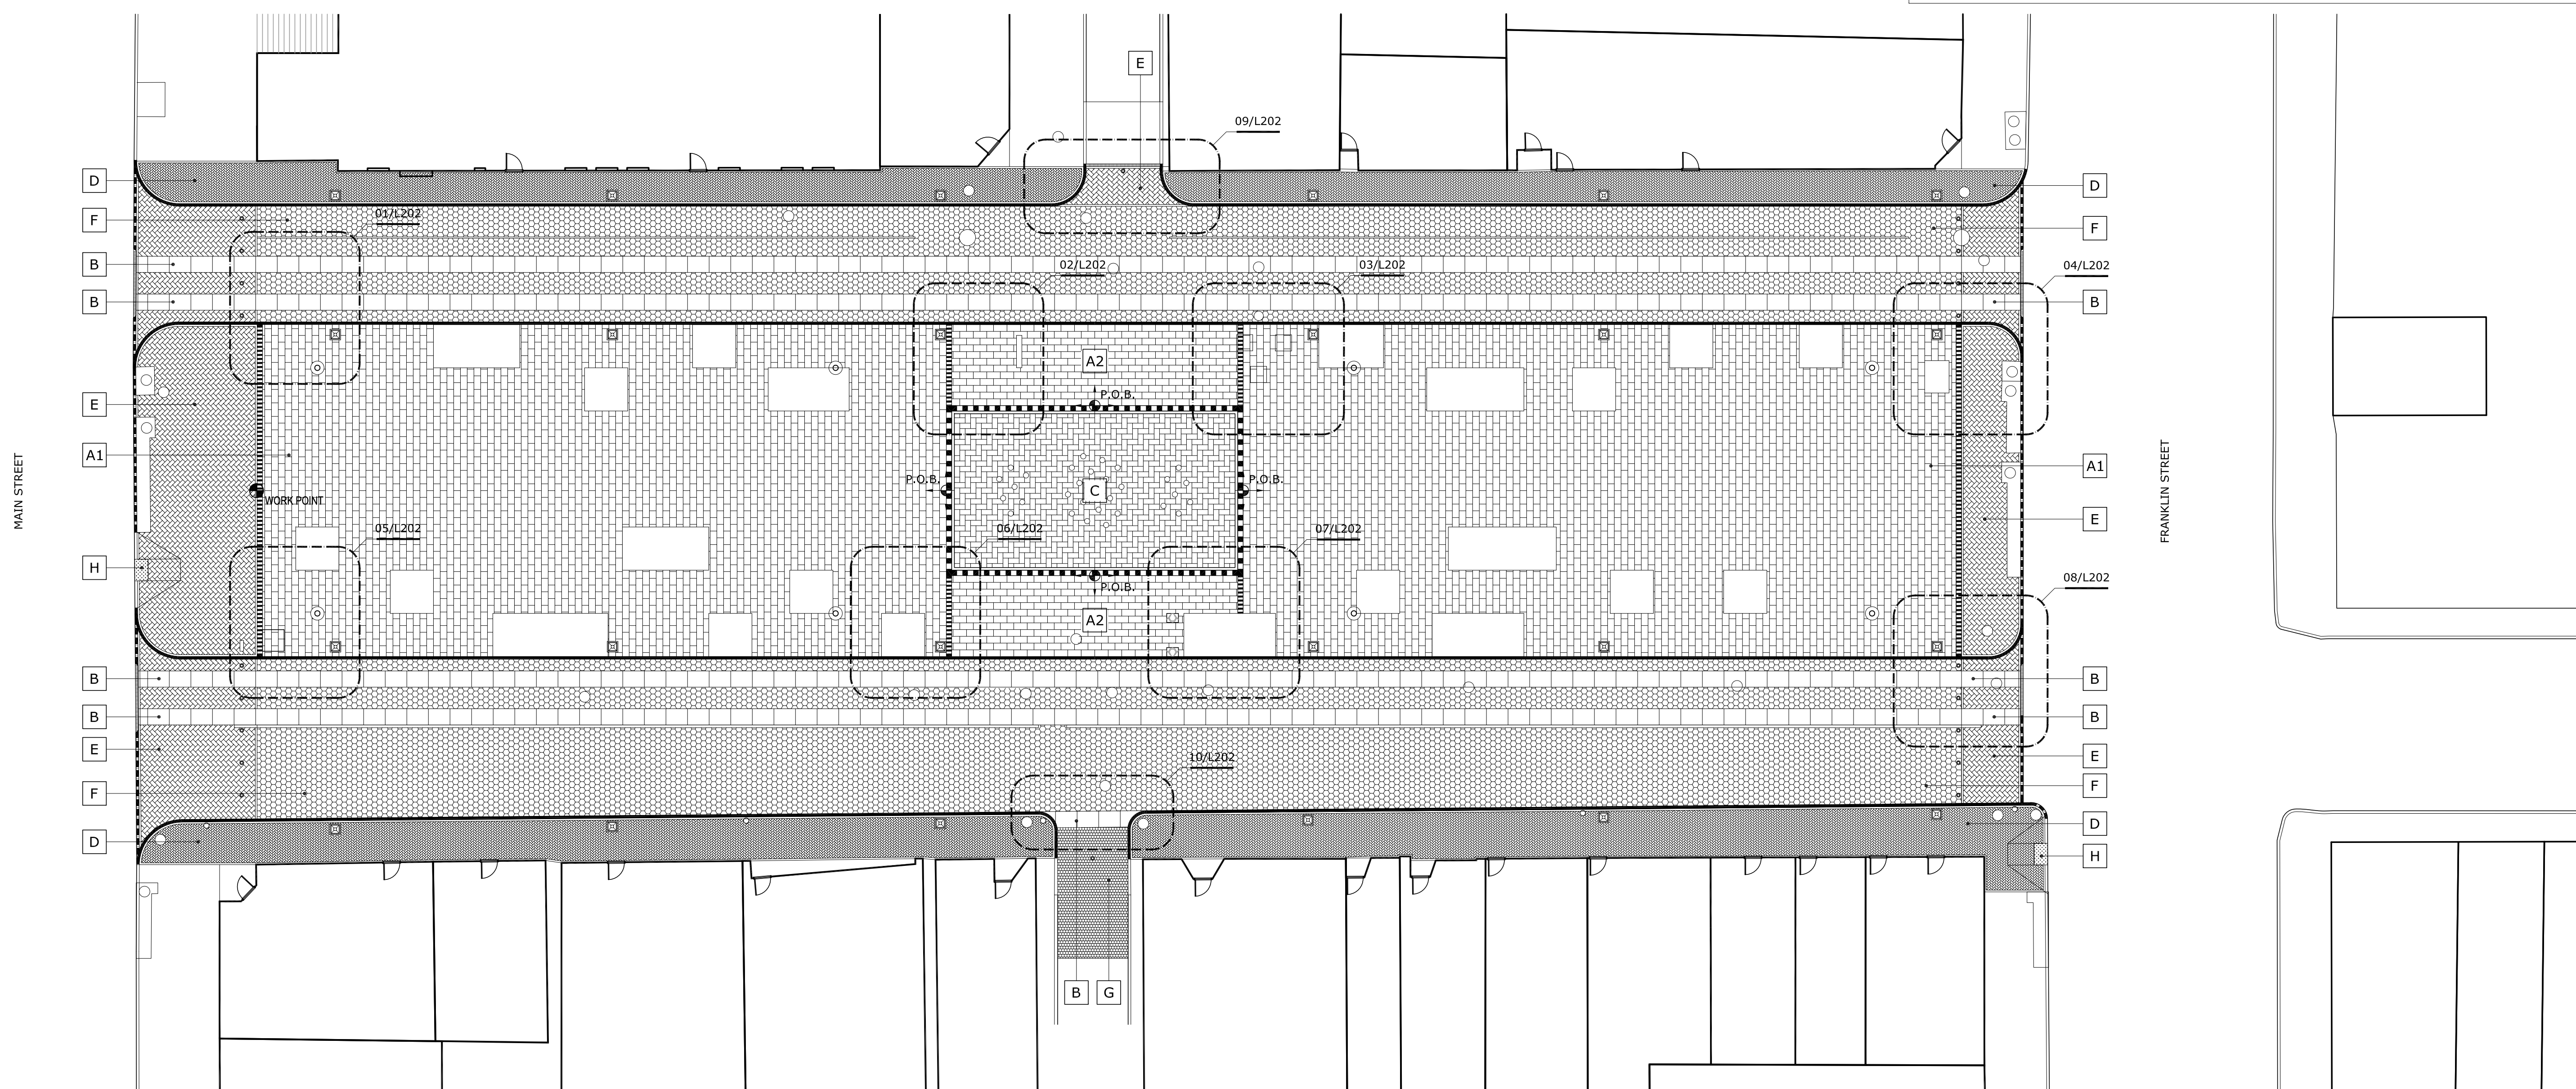 E
09/L202
D
D
F
01/L202
F
B
02/L202
03/L202
04/L202
B
B
A2
P.O.B.
E
MAIN STREET
A1
A1
P.O.B.
C
P.O.B.
WORK POINT
FRANKLIN STREET
E
05/L202
06/L202
07/L202
H
08/L202
P.O.B.
A2
B
B
B
B
E
10/L202
E
F
F
D
D
H
B
G